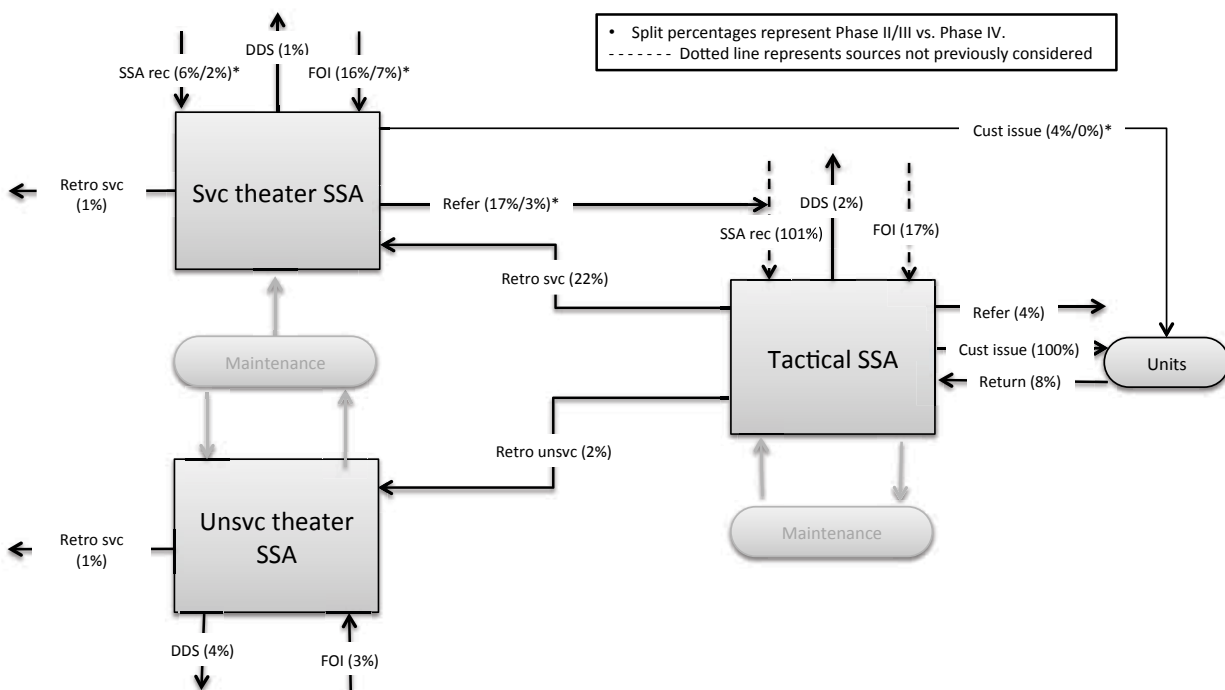 • Split percentages represent Phase II/III vs. Phase IV.
- - - - - - - Dotted line represents sources not previously considered
DDS (1%)
SSA rec (6%/2%)*
FOI (16%/7%)*
Cust issue (4%/0%)*
Svc theater SSA
Retro svc
(1%)
Refer (17%/3%)*
DDS (2%)
SSA rec (101%)
FOI (17%)
Retro svc (22%)
Refer (4%)
Maintenance
Tactical SSA
Cust issue (100%)
Units
Return (8%)
Retro unsvc (2%)
Unsvc theater
SSA
Maintenance
Retro svc
(1%)
DDS (4%)
FOI (3%)